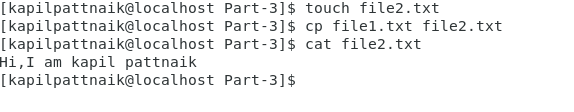 [kapilpattnaik@localhost Part-3]$ touch file2.txt
[kapilpattnaik@localhost Part-3]$ cp file1.txt file2.txt
[kapilpattnaik@localhost Part-3]$ cat file2.txt
Hi,I am kapil pattnaik
[kapilpattnaik@localhost Part-3]$